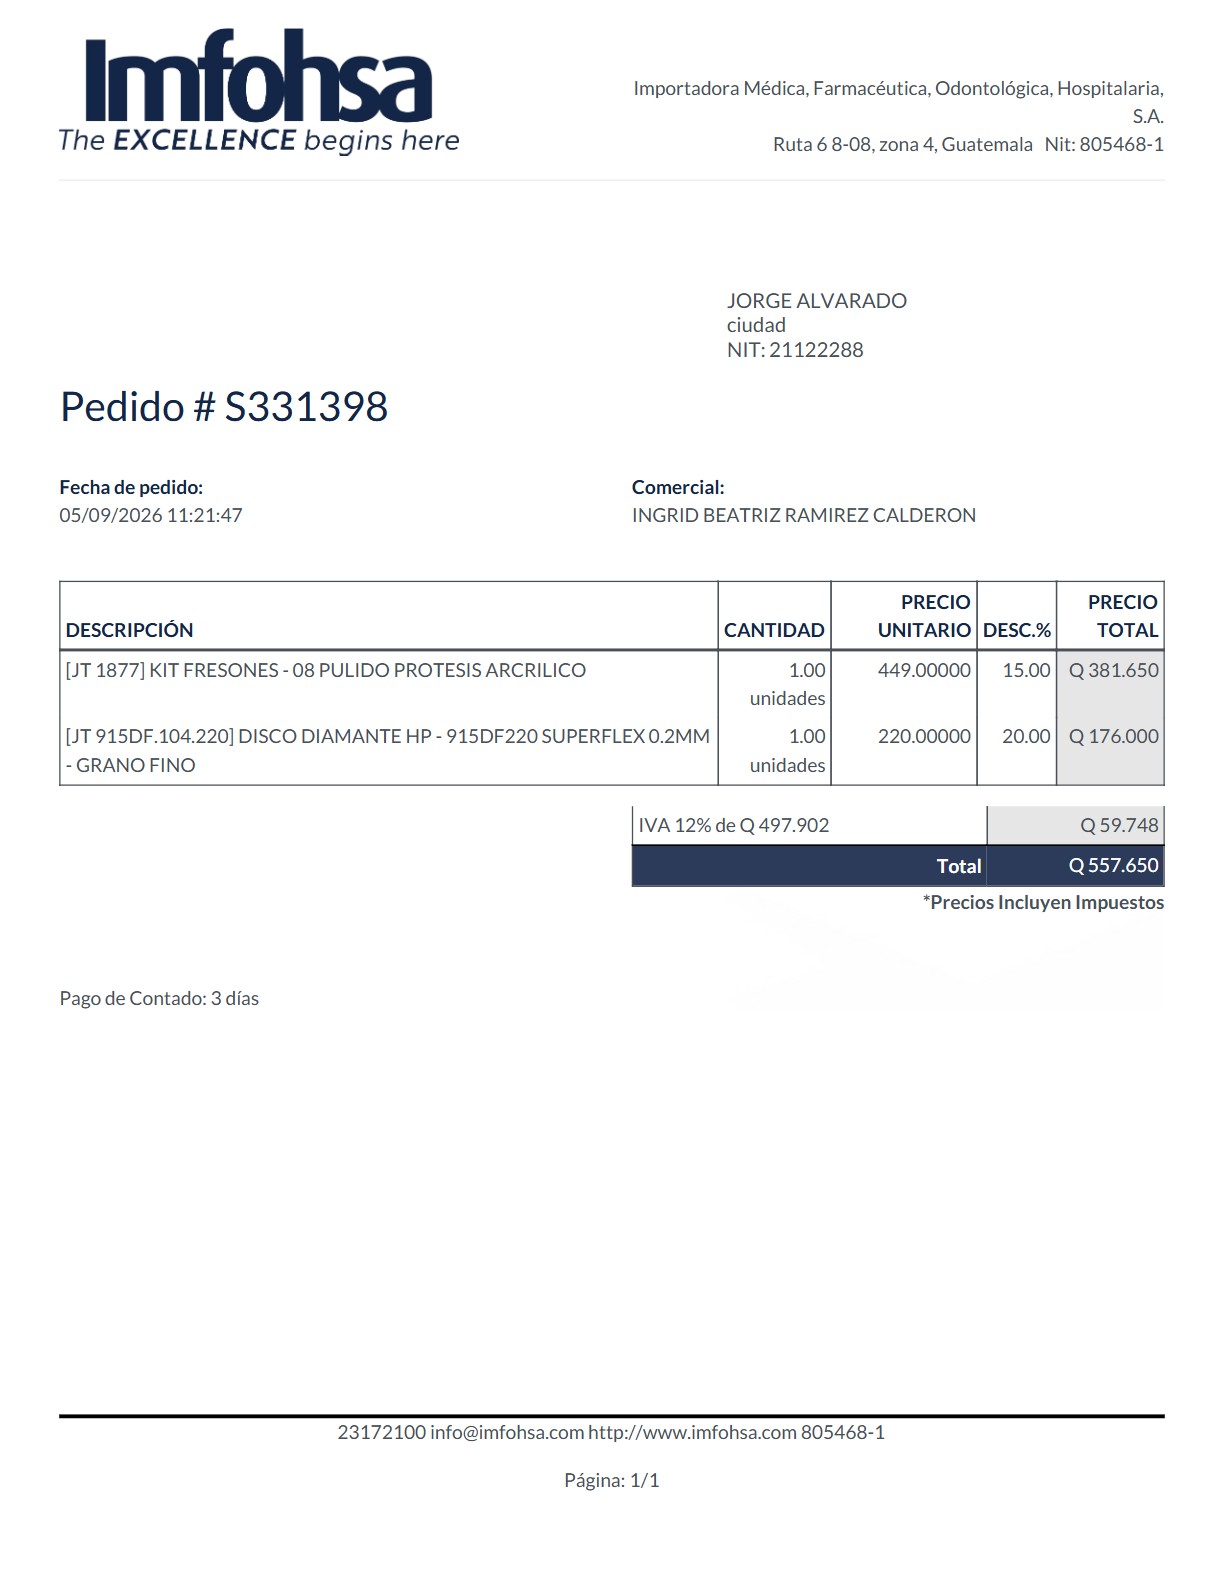 Imfohsa
The EXCELLENCE begins here
Importadora Médica, Farmacéutica, Odontológica, Hospitalaria,
S.A.
Ruta 6 8-08, zona 4, Guatemala Nit: 805468-1
JORGE ALVARADO
ciudad
NIT: 21122288
Pedido # S331398
Fecha de pedido:
05/09/2026 11:21:47
Comercial:
INGRID BEATRIZ RAMIREZ CALDERON
DESCRIPCIÓN CANTIDAD PRECIO UNITARIO DESC.% PRECIO TOTAL
[JT 1877] KIT FRESONES - 08 PULIDO PROTESIS ARCRILICO 1.00 unidades 449.00000 15.00 Q 381.650
[JT 915DF.104.220] DISCO DIAMANTE HP - 915DF220 SUPERFLEX 0.2MM
- GRANO FINO 1.00 unidades 220.00000 20.00 Q 176.000
IVA 12% de Q 497.902 Q 59.748
Total Q 557.650
*Precios Incluyen Impuestos
Pago de Contado: 3 días
23172100 info@imfohsa.com http://www.imfohsa.com 805468-1
Página: 1/1